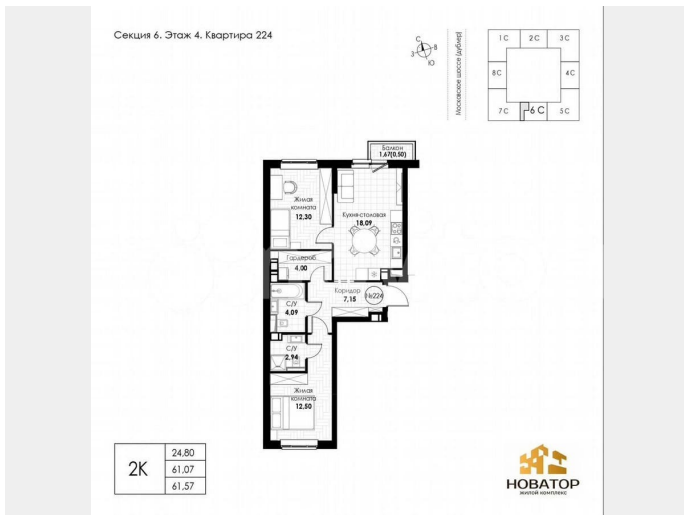 Секция 6. Этаж 4. Квартира 224
С
З
В
Ю
Московское шоссе (дублер)
1 С
2 С
3 С
8 С
4 С
7 С
6 С
5 С
Балкон
1,67(0.50)
Жилая
комната
12,30
Кухня-столовая
18,09
Гардероб
4,00
Коридор
7,15
№224
С/У
4,09
С/У
2,94
Жилая
комната
12,50
2К
24,80
61,07
61,57
НОВАТОР
жилой комплекс